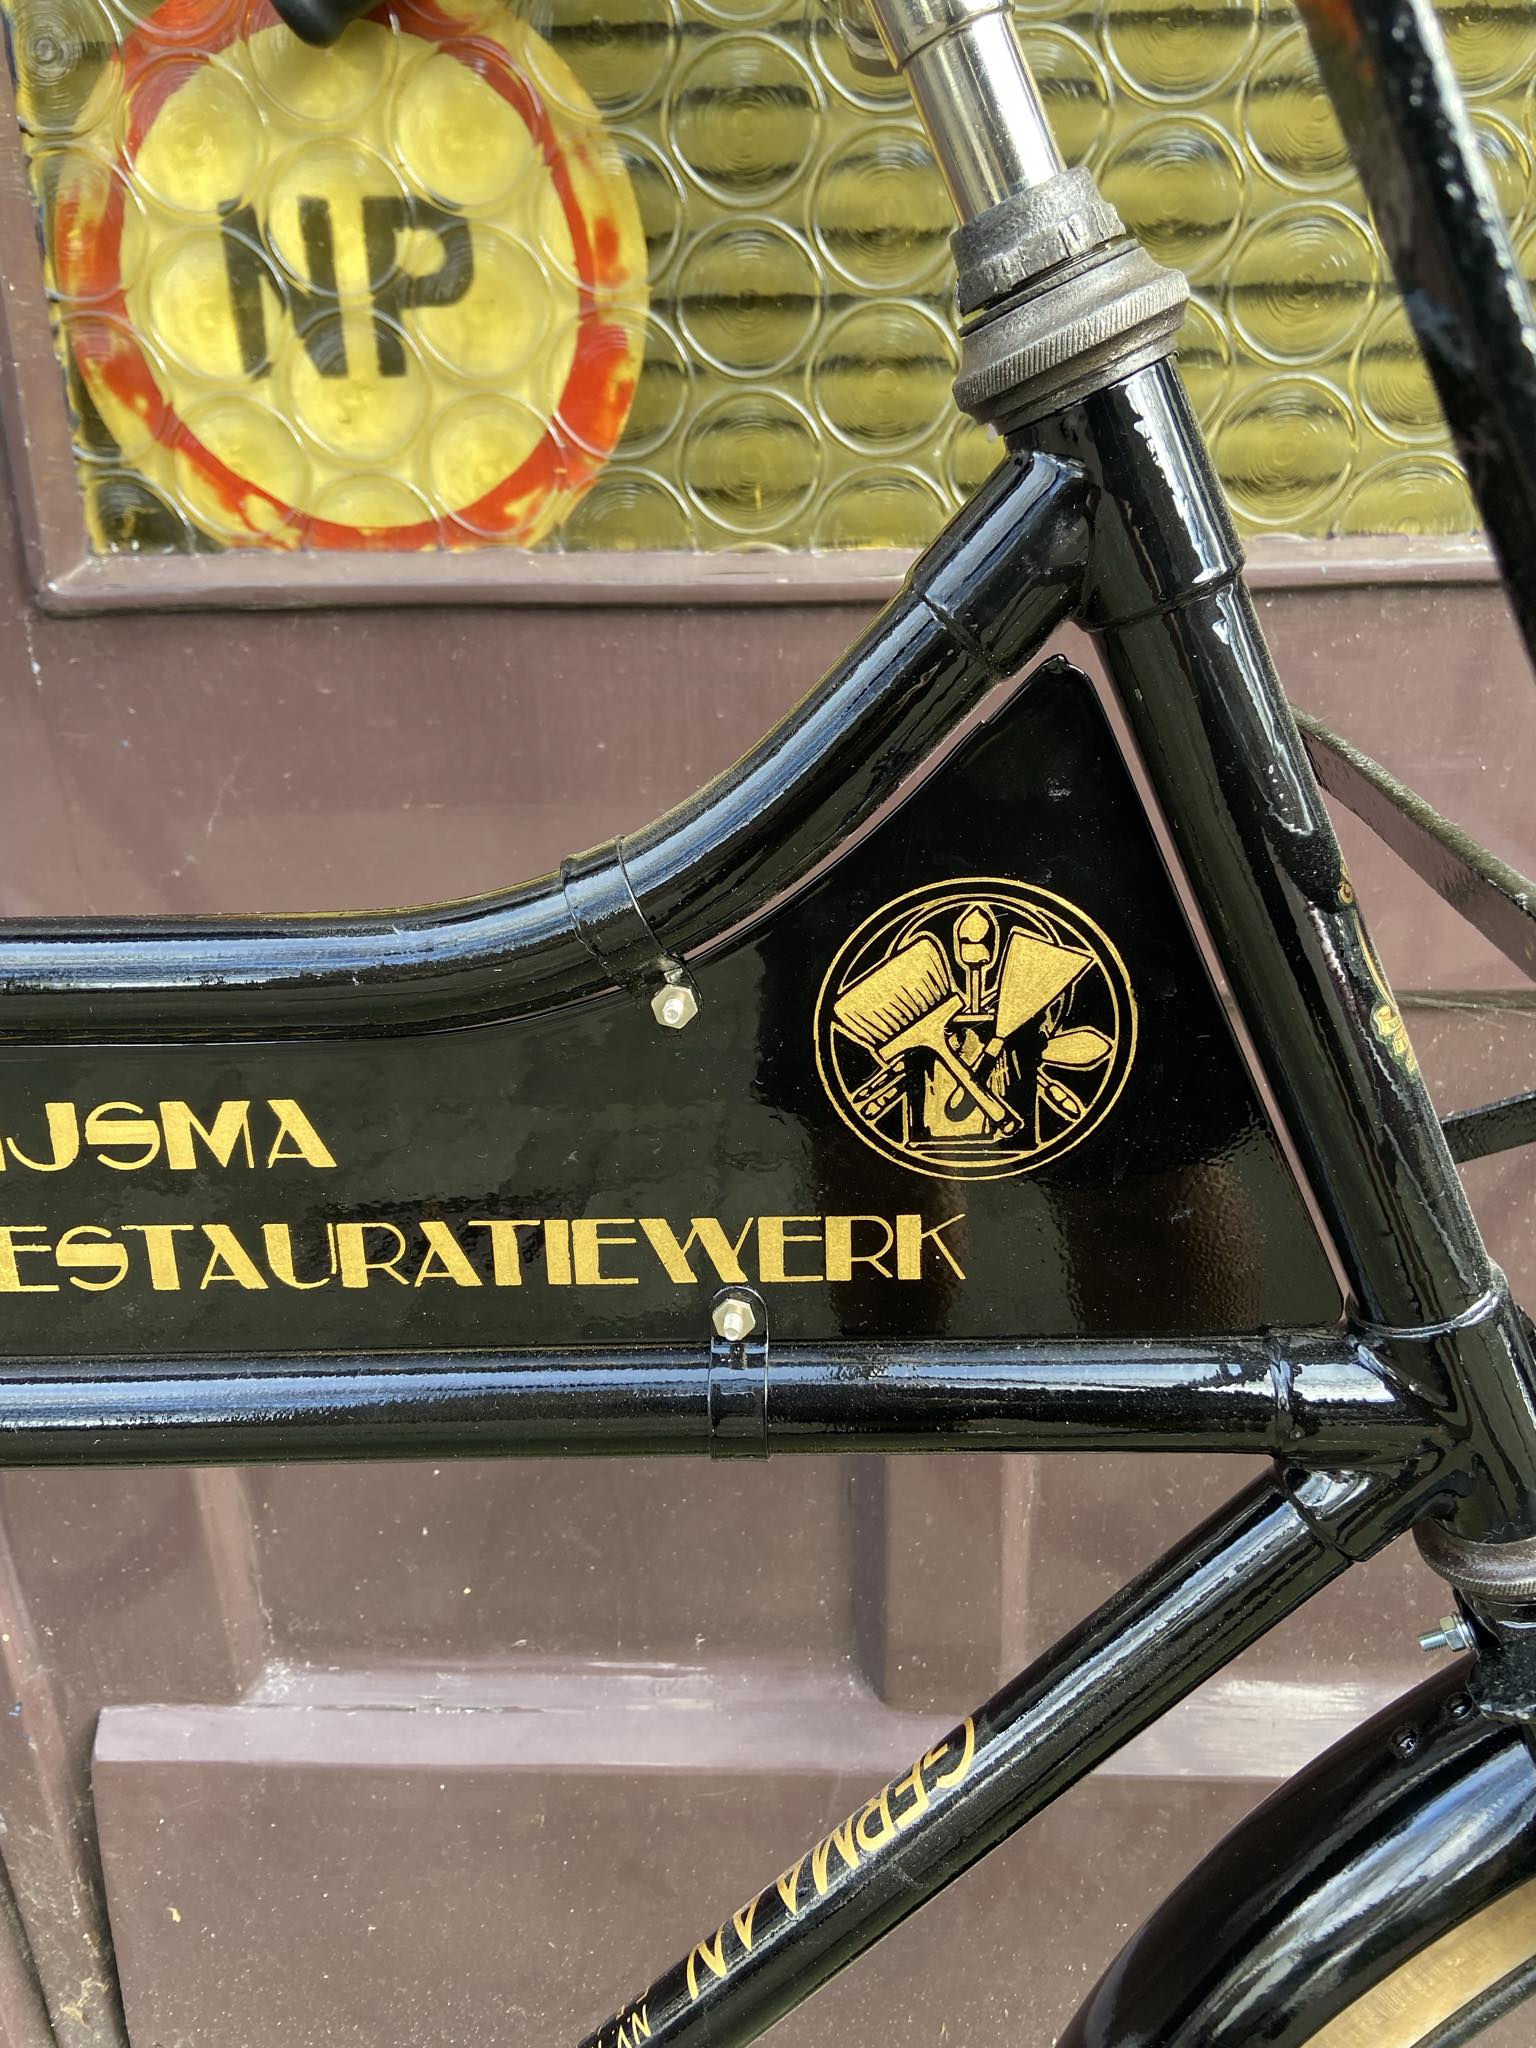 NP
IJSMA
ESTAURATIEWERK
GERMAAN
N.V.